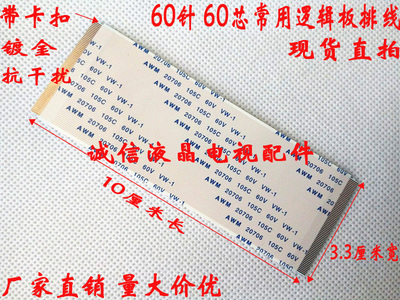 带卡扣
镀金
抗干扰
60针 60芯常用逻辑板排线
现货直拍
AWM 20706 105C 60V VW-1
诚信液晶电视配件
10厘米长
3.3厘米宽
厂家直销 量大价优